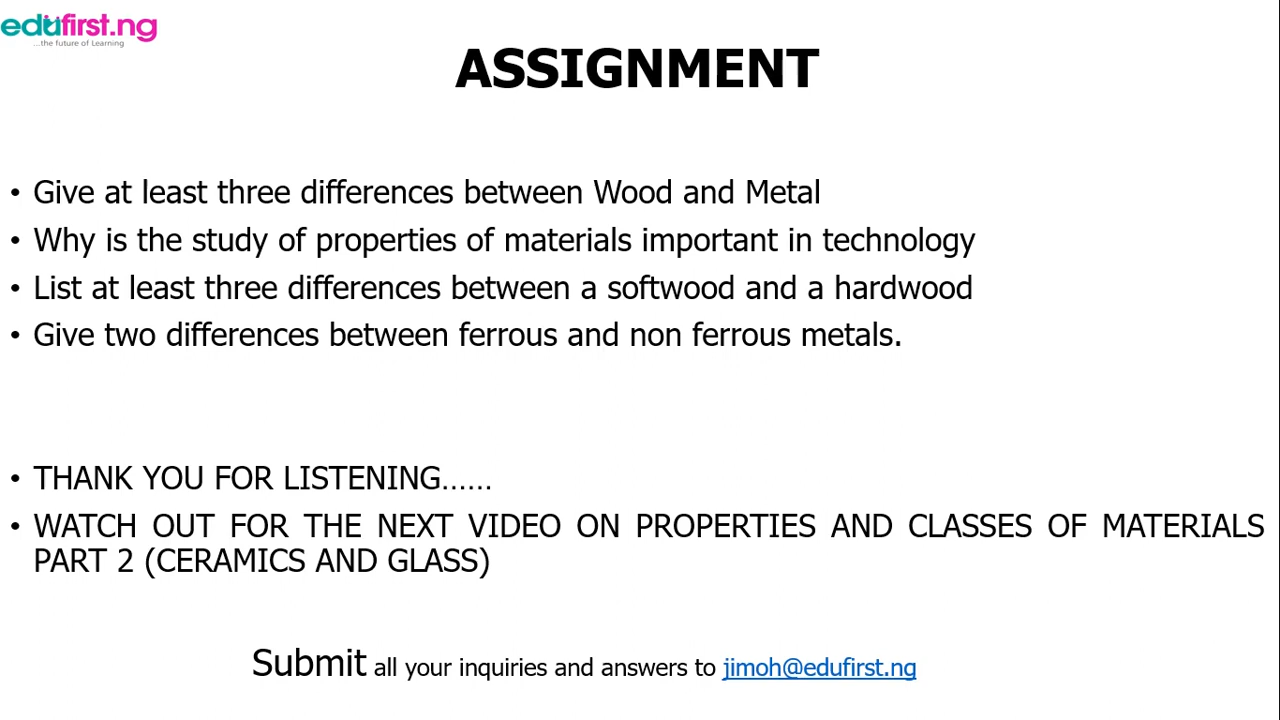 edufirst.ng
...the future of Learning
ASSIGNMENT
• Give at least three differences between Wood and Metal
• Why is the study of properties of materials important in technology
• List at least three differences between a softwood and a hardwood
• Give two differences between ferrous and non ferrous metals.
• THANK YOU FOR LISTENING......
• WATCH OUT FOR THE NEXT VIDEO ON PROPERTIES AND CLASSES OF MATERIALS
PART 2 (CERAMICS AND GLASS)
Submit all your inquiries and answers to jimoh@edufirst.ng